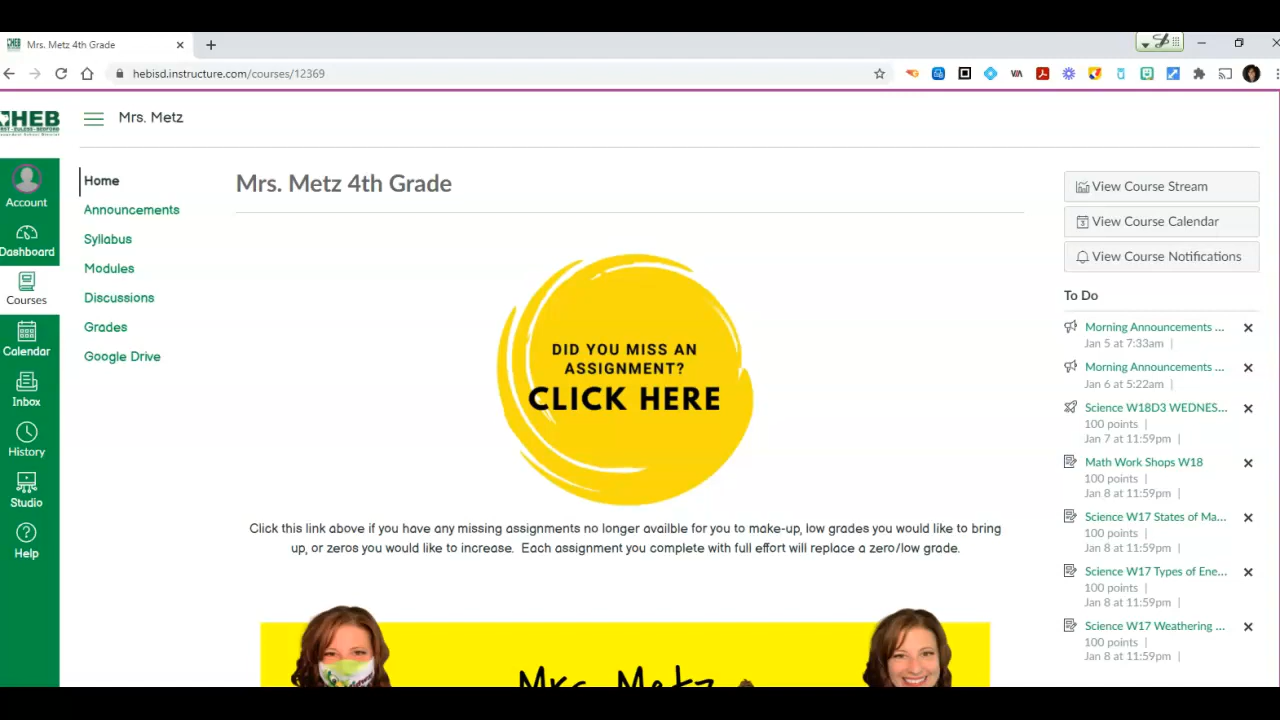 Mrs. Metz 4th Grade
hebisd.instructure.com/courses/12369
VIA
HEB
Mrs. Metz
Account
Dashboard
Courses
Calendar
Inbox
History
Studio
Help
Home
Announcements
Syllabus
Modules
Discussions
Grades
Google Drive
Mrs. Metz 4th Grade
DID YOU MISS AN
ASSIGNMENT?
CLICK HERE
Click this link above if you have any missing assignments no longer availble for you to make-up, low grades you would like to bring
up, or zeros you would like to increase.  Each assignment you complete with full effort will replace a zero/low grade.
Mrs. Metz
View Course Stream
View Course Calendar
View Course Notifications
To Do
Morning Announcements ...
Jan 5 at 7:33am |
Morning Announcements ...
Jan 6 at 5:22am |
Science W18D3 WEDNES...
100 points |
Jan 7 at 11:59pm |
Math Work Shops W18
100 points |
Jan 8 at 11:59pm |
Science W17 States of Ma...
100 points |
Jan 8 at 11:59pm |
Science W17 Types of Ene...
100 points |
Jan 8 at 11:59pm |
Science W17 Weathering ...
100 points |
Jan 8 at 11:59pm |